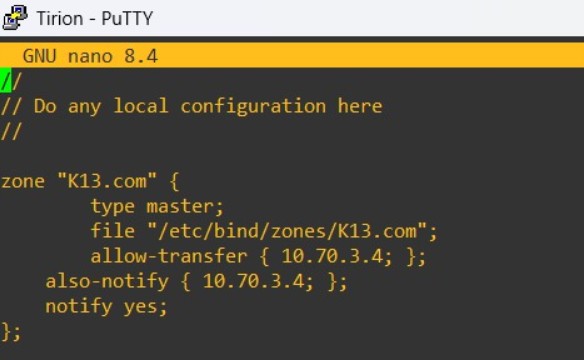 Tirion - PuTTY
GNU nano 8.4
//
// Do any local configuration here
//
zone "K13.com" {
type master;
file "/etc/bind/zones/K13.com";
allow-transfer { 10.70.3.4; };
also-notify { 10.70.3.4; };
notify yes;
};